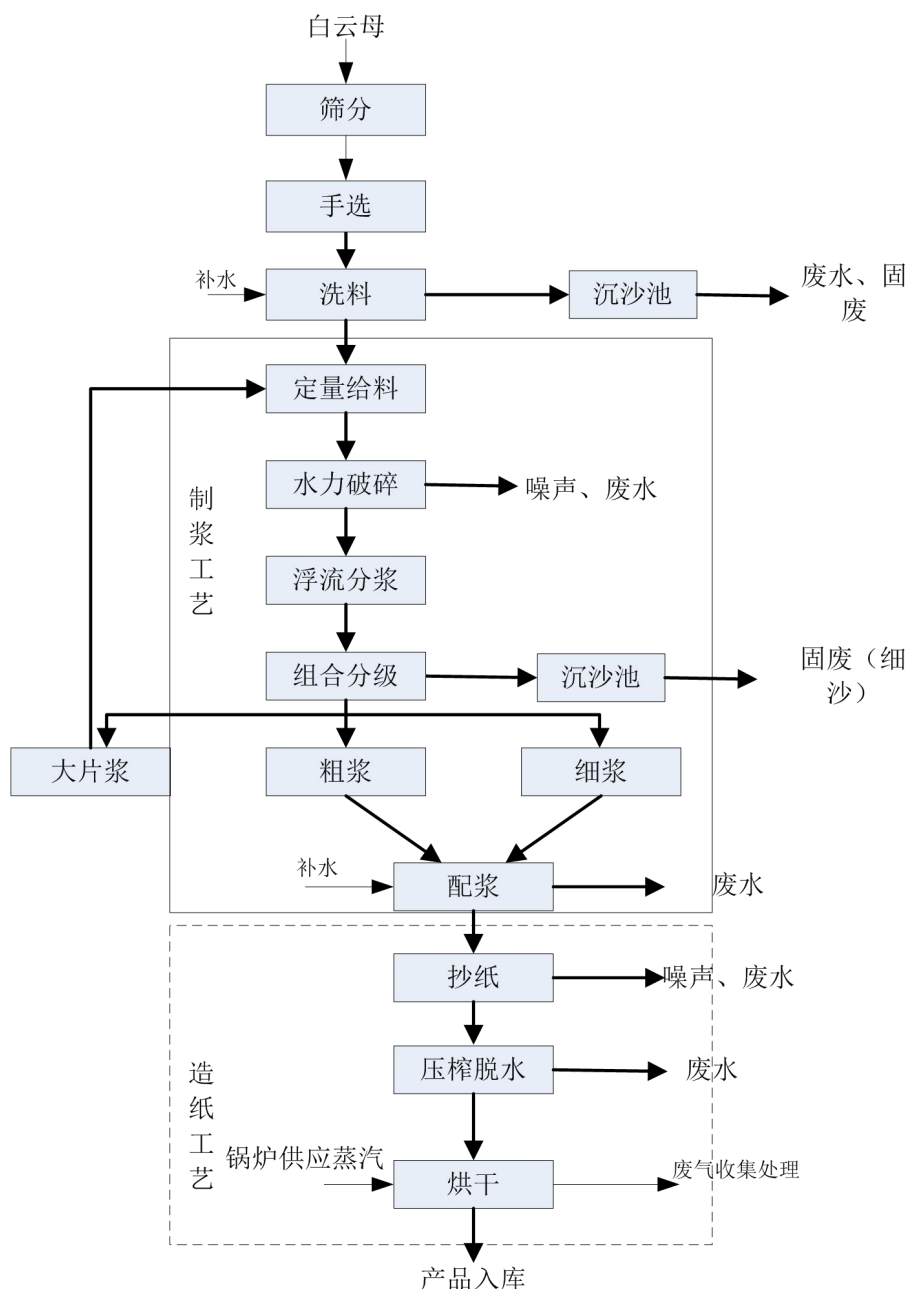 白云母
筛分
手选
补水
洗料
沉沙池
废水、固
废
定量给料
水力破碎
噪声、废水
制
浆
工
艺
浮流分浆
组合分级
沉沙池
固废（细
沙）
大片浆
粗浆
细浆
补水
配浆
废水
抄纸
噪声、废水
压榨脱水
废水
造
纸
工
艺
锅炉供应蒸汽
烘干
废气收集处理
产品入库